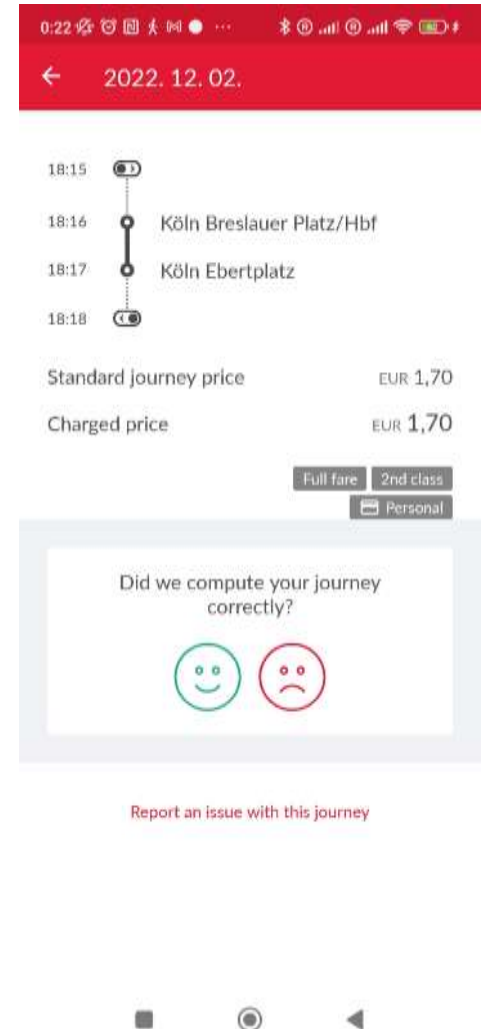 0:22
2022. 12. 02.
18:15
18:16 Köln Breslauer Platz/Hbf
18:17 Köln Ebertplatz
18:18
Standard journey price EUR 1,70
Charged price EUR 1,70
Full fare 2nd class
Personal
Did we compute your journey
correctly?
Report an issue with this journey